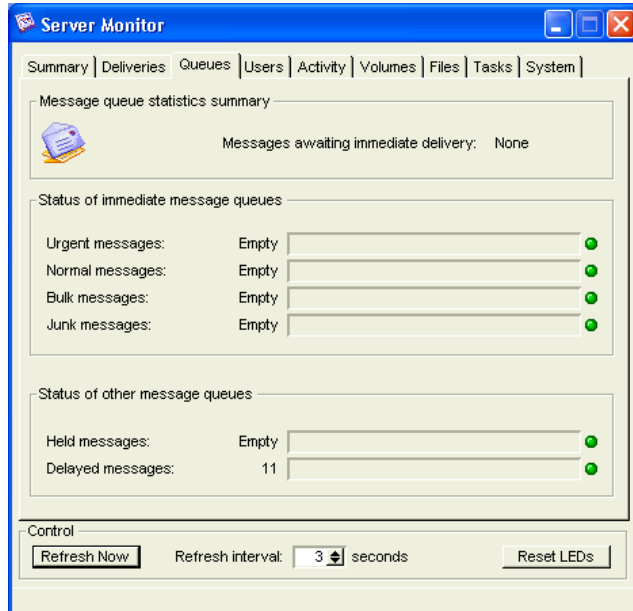 Server Monitor
Summary Deliveries Queues Users Activity Volumes Files Tasks System
Message queue statistics summary
Messages awaiting immediate delivery: None
Status of immediate message queues
Urgent messages: Empty
Normal messages: Empty
Bulk messages: Empty
Junk messages: Empty
Status of other message queues
Held messages: Empty
Delayed messages: 11
Control
Refresh Now Refresh interval: 3 seconds Reset LEDs